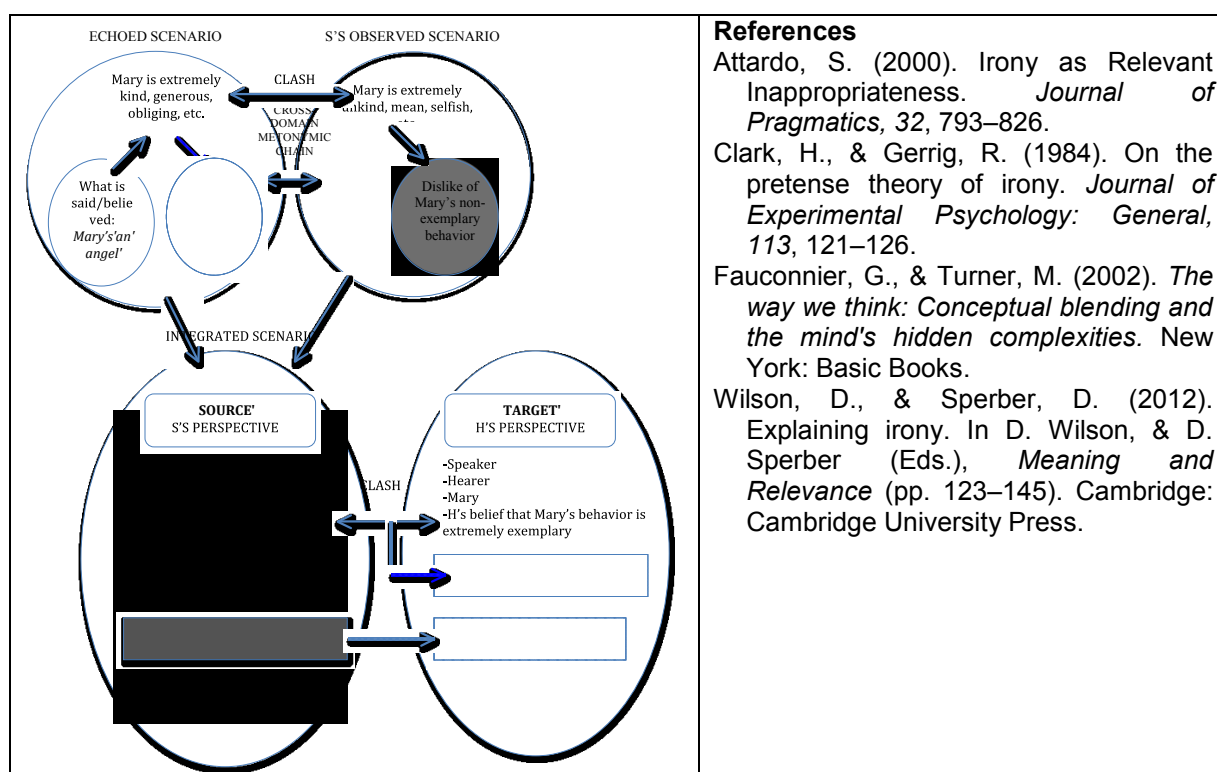 ECHOED SCENARIO
S'S OBSERVED SCENARIO
Mary is extremely
kind, generous,
obliging, etc.
CLASH
Mary is extremely
unkind, mean, selfish,
etc
CROSS-
DOMAIN
METONYMIC
CHAIN
What is
said/belie
ved:
Mary's'an'
angel'
Dislike of
Mary's non-
exemplary
behavior
INTEGRATED SCENARIO
SOURCE'
S'S PERSPECTIVE
TARGET'
H'S PERSPECTIVE
CLASH
-Speaker
-Hearer
-Mary
-H's belief that Mary's behavior is
extremely exemplary
References
Attardo, S. (2000). Irony as Relevant
Inappropriateness. Journal of
Pragmatics, 32, 793–826.
Clark, H., & Gerrig, R. (1984). On the
pretense theory of irony. Journal of
Experimental Psychology: General,
113, 121–126.
Fauconnier, G., & Turner, M. (2002). The
way we think: Conceptual blending and
the mind's hidden complexities. New
York: Basic Books.
Wilson, D., & Sperber, D. (2012).
Explaining irony. In D. Wilson, & D.
Sperber (Eds.), Meaning and
Relevance (pp. 123–145). Cambridge:
Cambridge University Press.